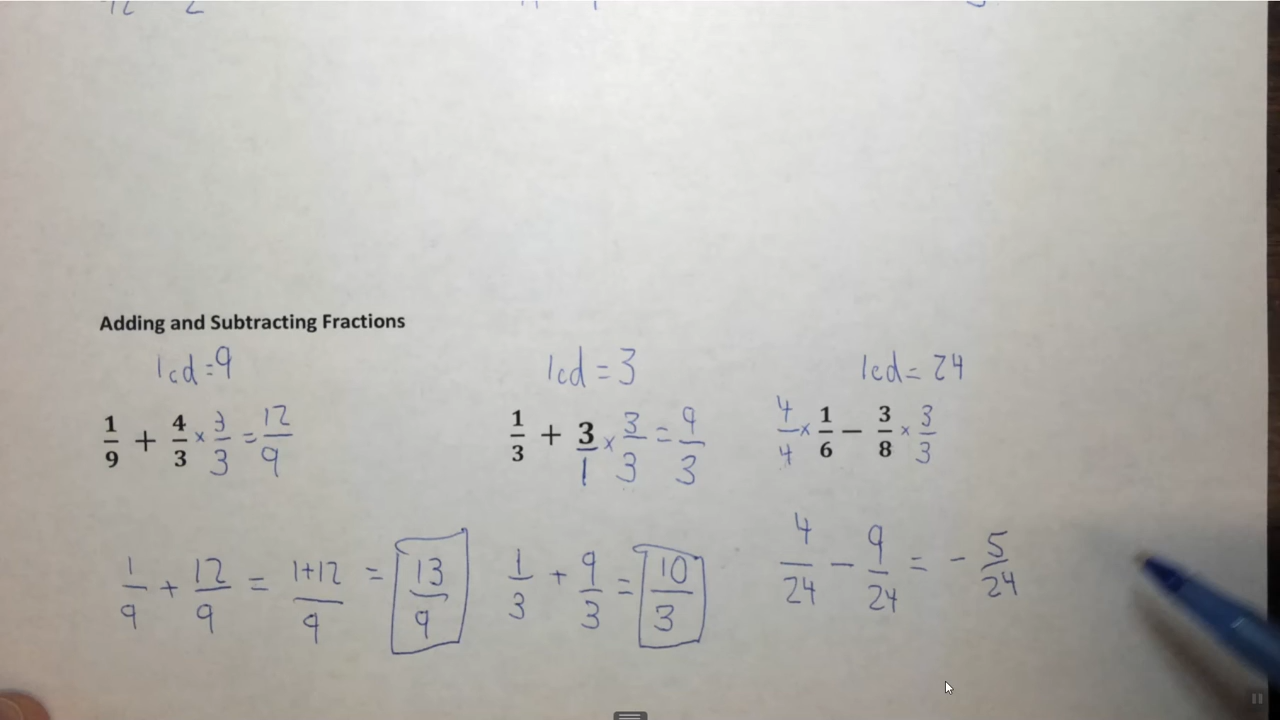 Adding and Subtracting Fractions
lcd = 9
1/9 + 4/3 × 3/3 = 12/9
1/9 + 12/9 = 1+12/9 = 13/9
lcd = 3
1/3 + 3/1 × 3/3 = 9/3
1/3 + 9/3 = 10/3
lcd = 24
4/4 × 1/6 − 3/8 × 3/3
4/24 − 9/24 = - 5/24